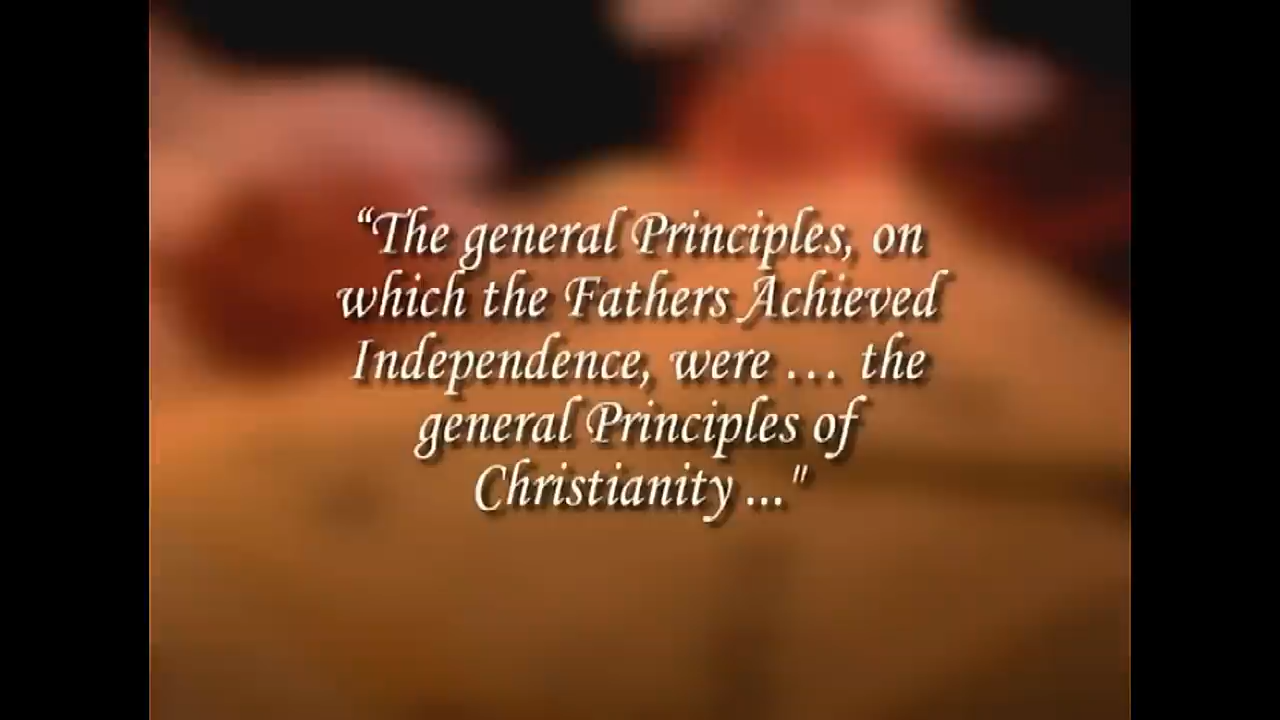 “The general Principles, on
which the Fathers Achieved
Independence, were … the
general Principles of
Christianity ..."